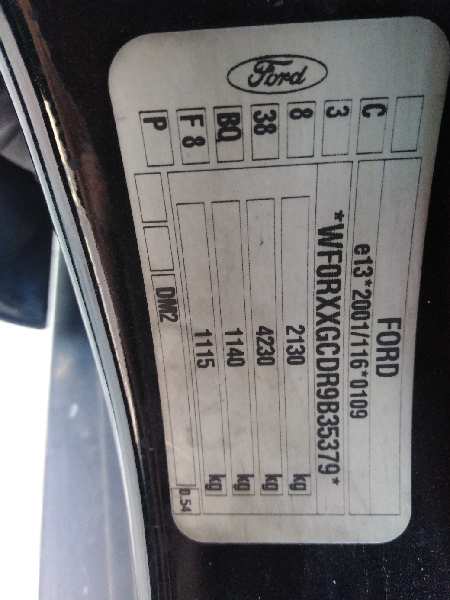 Ford
FORD
e13*2001/116*0109
*WF0RXXGCDR9B35379*
2130 kg
4230 kg
1140 kg
1115 kg
DM2
0.54
C
3
8
38
BQ
F 8
P